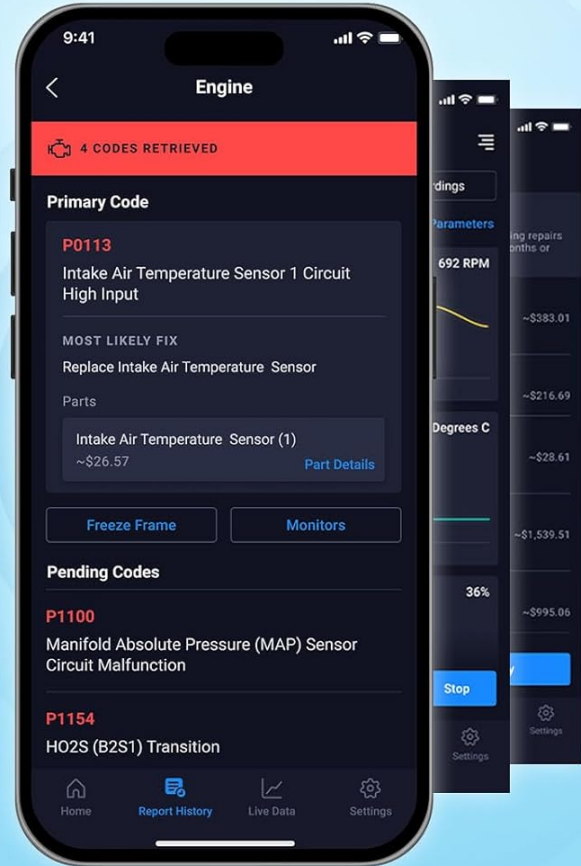 9:41
Engine
4 CODES RETRIEVED
Primary Code
P0113
Intake Air Temperature Sensor 1 Circuit
High Input
MOST LIKELY FIX
Replace Intake Air Temperature Sensor
Parts
Intake Air Temperature Sensor (1)
~$26.57
Part Details
Freeze Frame
Monitors
Pending Codes
P1100
Manifold Absolute Pressure (MAP) Sensor
Circuit Malfunction
P1154
HO2S (B2S1) Transition
Home
Report History
Live Data
Settings
Parameters
692 RPM
Degrees C
36%
Stop
Settings
repairs
or
~$383.01
~$216.69
~$28.61
~$1,539.51
~$995.06
Settings